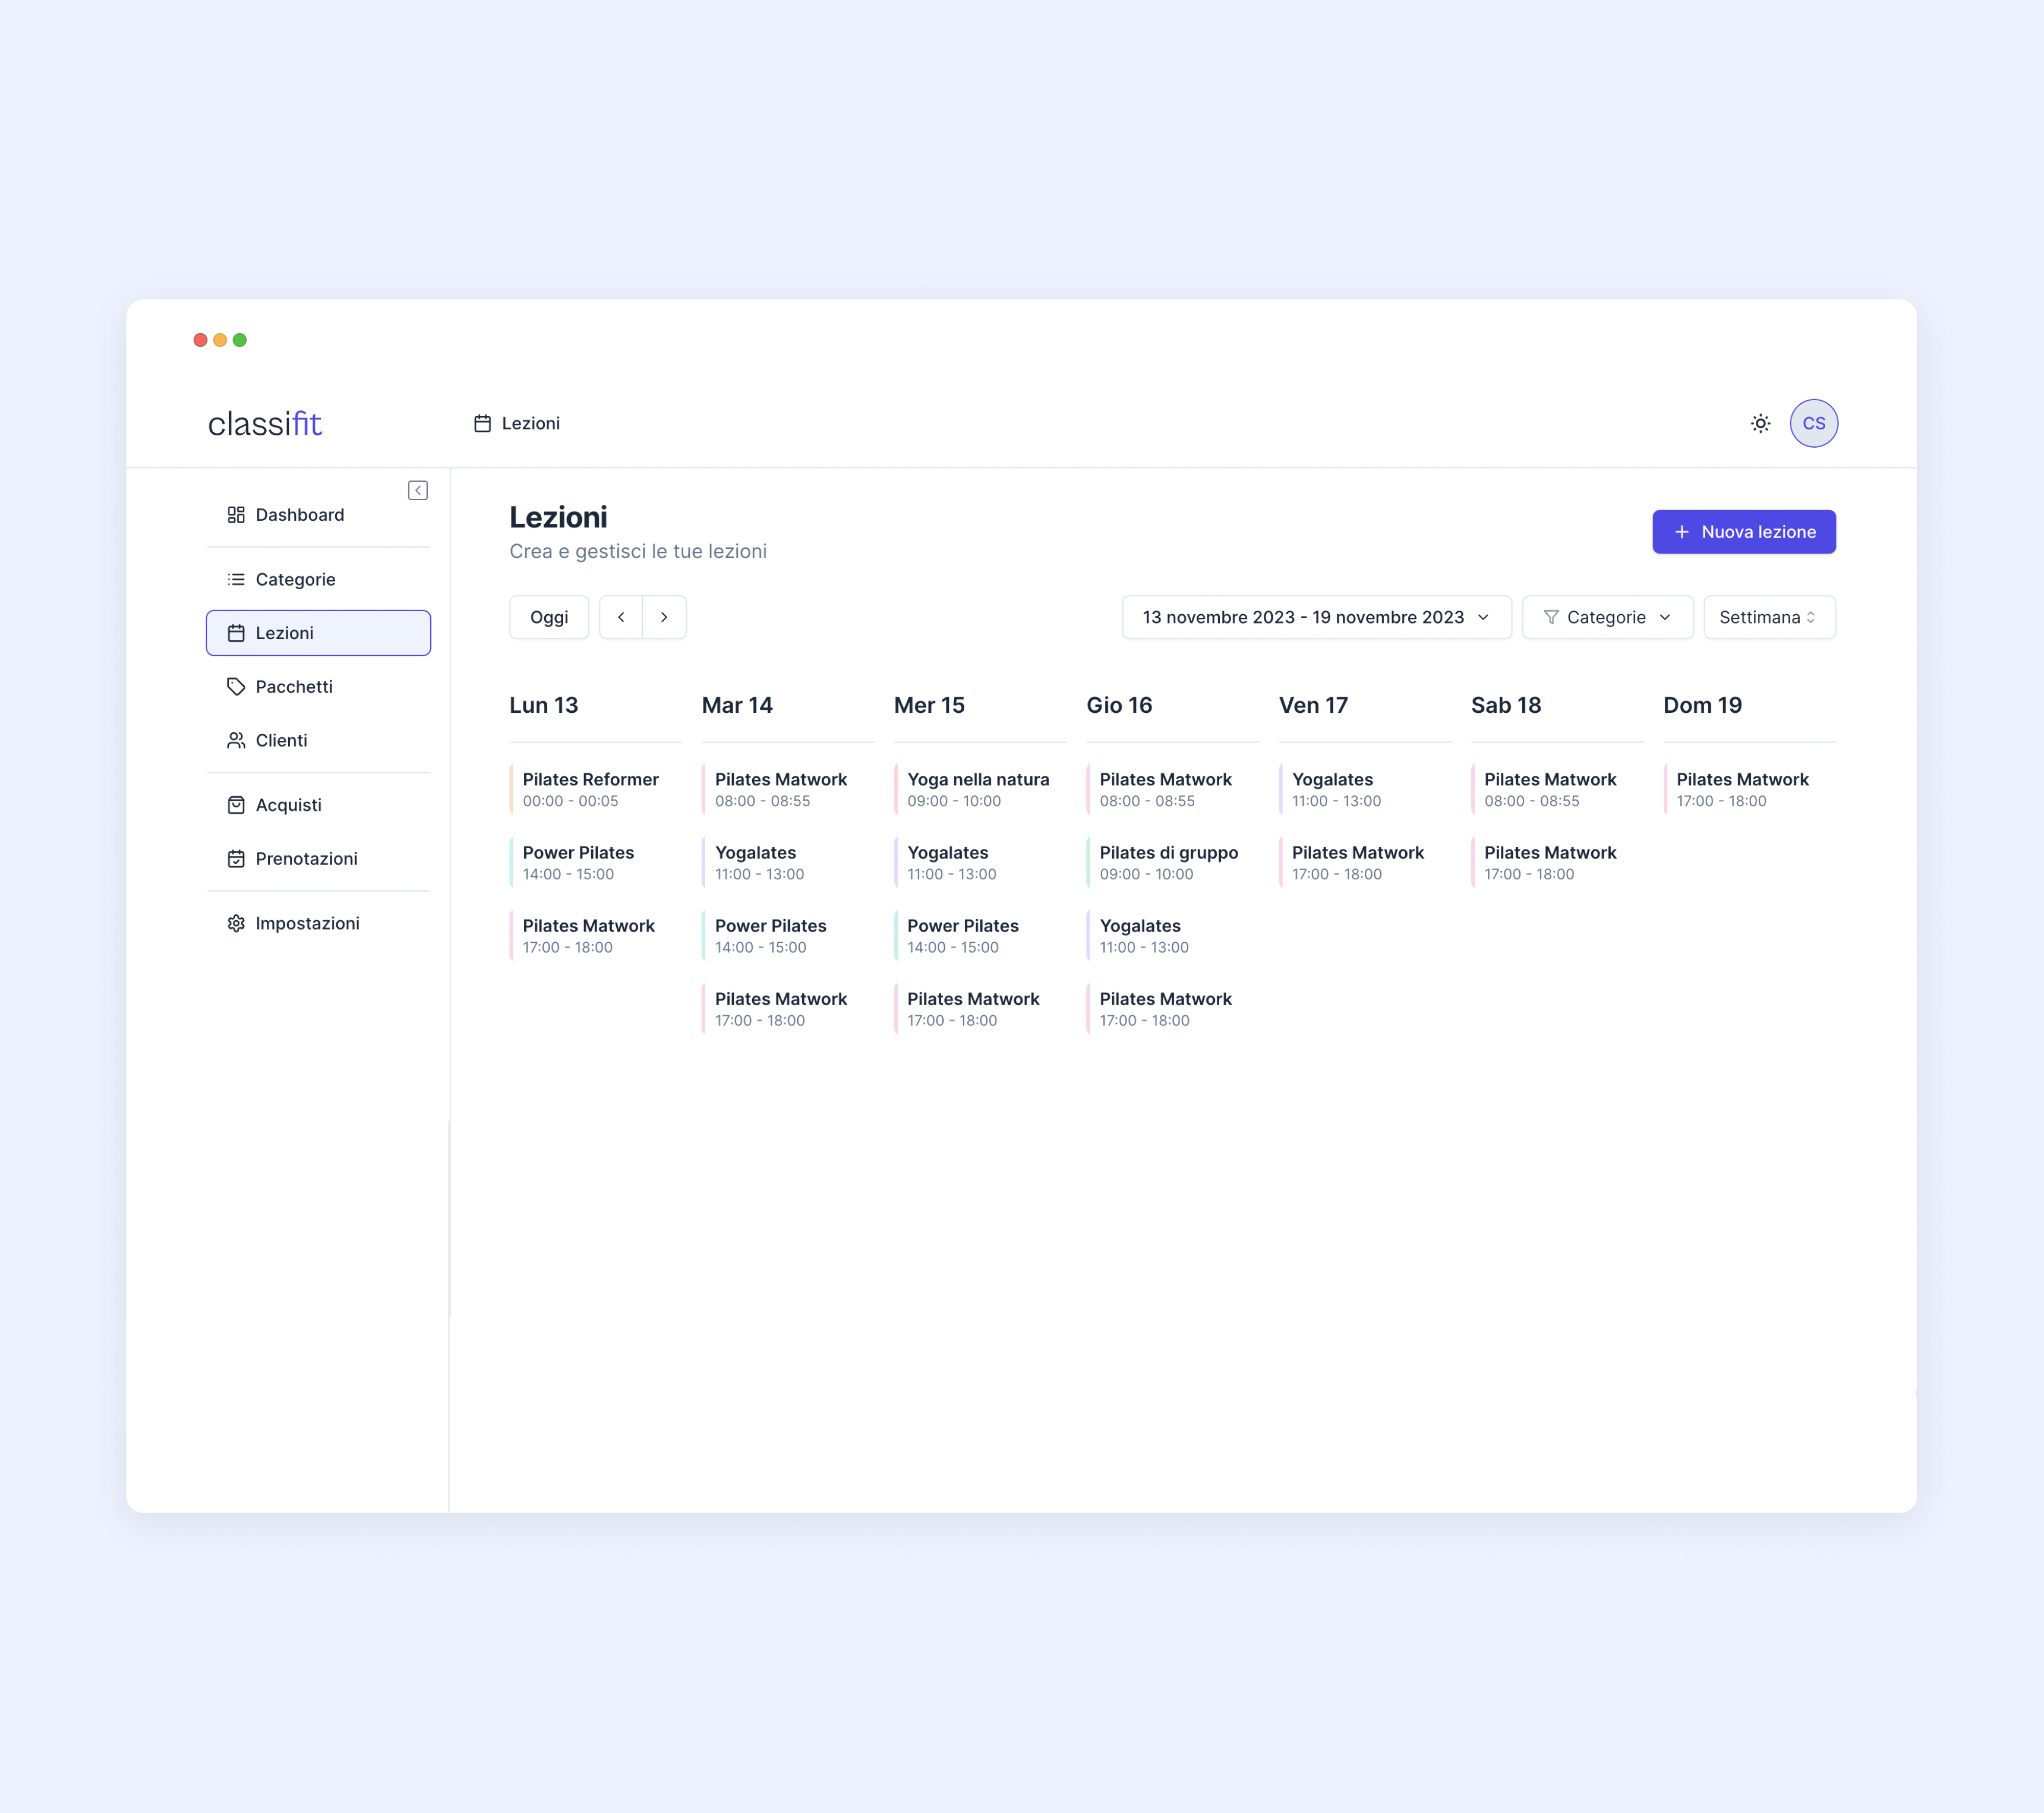 classifit
Lezioni
CS
Dashboard
Categorie
Lezioni
Pacchetti
Clienti
Acquisti
Prenotazioni
Impostazioni
Lezioni
Crea e gestisci le tue lezioni
Nuova lezione
Oggi
13 novembre 2023 - 19 novembre 2023
Categorie
Settimana
Lun 13
Pilates Reformer
00:00 - 00:05
Power Pilates
14:00 - 15:00
Pilates Matwork
17:00 - 18:00
Mar 14
Pilates Matwork
08:00 - 08:55
Yogalates
11:00 - 13:00
Power Pilates
14:00 - 15:00
Pilates Matwork
17:00 - 18:00
Mer 15
Yoga nella natura
09:00 - 10:00
Yogalates
11:00 - 13:00
Power Pilates
14:00 - 15:00
Pilates Matwork
17:00 - 18:00
Gio 16
Pilates Matwork
08:00 - 08:55
Pilates di gruppo
09:00 - 10:00
Yogalates
11:00 - 13:00
Pilates Matwork
17:00 - 18:00
Ven 17
Yogalates
11:00 - 13:00
Pilates Matwork
17:00 - 18:00
Sab 18
Pilates Matwork
08:00 - 08:55
Pilates Matwork
17:00 - 18:00
Dom 19
Pilates Matwork
17:00 - 18:00